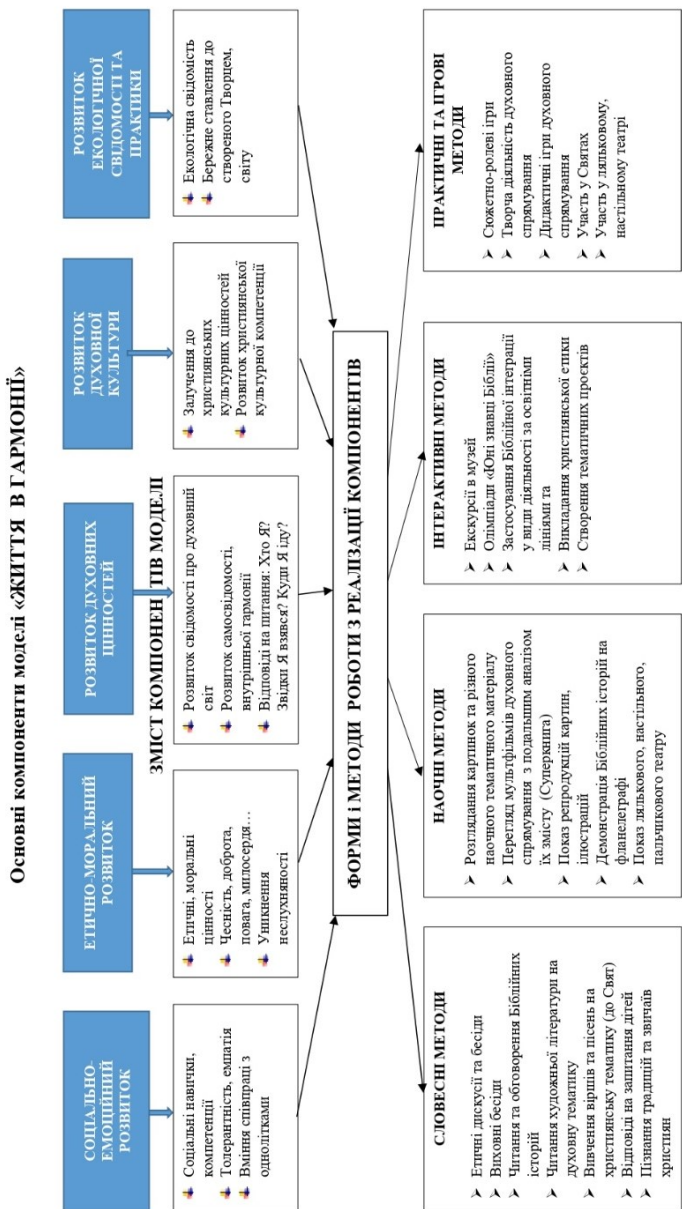 Основні компоненти моделі «ЖИТТЯ В ГАРМОНІЇ»
СОЦІАЛЬНО-
ЕМОЦІЙНИЙ
РОЗВИТОК
ЕТИЧНО-МОРАЛЬНИЙ
РОЗВИТОК
РОЗВИТОК ДУХОВНИХ
ЦІННОСТЕЙ
РОЗВИТОК
ДУХОВНОЇ
КУЛЬТУРИ
РОЗВИТОК
ЕКОЛОГІЧНОЇ
СВІДОМОСТІ ТА
ПРАКТИКИ
ЗМІСТ КОМПОНЕНТІВ МОДЕЛІ
Соціальні навички,
компетенції
Толерантність, емпатія
Вміння співпраці з
однолітками
Етичні, моральні
цінності
Чесність, доброта,
повага, милосердя…
Уникнення
неслухняності
Розвиток свідомості про духовний
світ
Розвиток самосвідомості,
внутрішньої гармонії
Відповіді на питання: Хто Я?
Звідки Я взявся? Куди Я іду?
Залучення до
християнських
культурних цінностей
Розвиток християнської
культурної компетенції
Екологічна свідомість
Бережне ставлення до
створеного Творцем,
світу
ФОРМИ І МЕТОДИ РОБОТИ З РЕАЛІЗАЦІЇ КОМПОНЕНТІВ
СЛОВЕСНІ МЕТОДИ
Етичні дискусії та бесіди
Виховні бесіди
Читання та обговорення Біблійних
історій
Читання художньої літератури на
духовну тематику
Вивчення віршів та пісень на
християнську тематику (до Свят)
Відповіді на запитання дітей
Пізнання традицій та звичаїв
християн
НАОЧНІ МЕТОДИ
Розглядання картинок та різного
наочного тематичного матеріалу
Перегляд мультфільмів духовного
спрямування з подальшим аналізом
їх змісту (Суперкнига)
Показ репродукцій картин,
ілюстрацій
Демонстрація Біблійних історій на
фланелеграфі
Показ лялькового, настільного,
пальчикового театру
ІНТЕРАКТИВНІ МЕТОДИ
Екскурсії в музей
Олімпіади «Юні знавці Біблії»
Застосування Біблійної інтеграції
у види діяльності за освітніми
лініями та
Викладання християнської етики
Створення тематичних проєктів
ПРАКТИЧНІ ТА ІГРОВІ
МЕТОДИ
Сюжетно-ролеві ігри
Творча діяльність духовного
спрямування
Дидактичні ігри духовного
спрямування
Участь у Святах
Участь у ляльковому,
настільному театрі